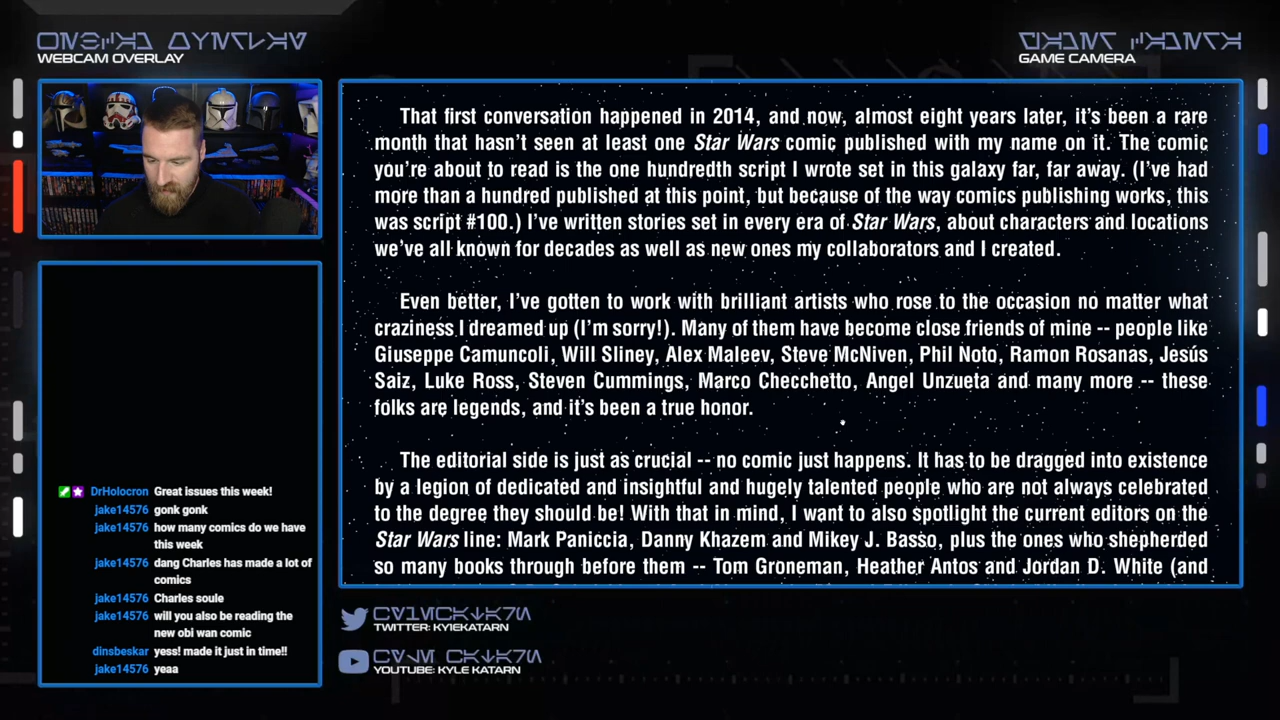 WEBCAM OVERLAY
GAME CAMERA
That first conversation happened in 2014, and now, almost eight years later, it's been a rare
month that hasn't seen at least one Star Wars comic published with my name on it. The comic
you're about to read is the one hundredth script I wrote set in this galaxy far, far away. (I've had
more than a hundred published at this point, but because of the way comics publishing works, this
was script #100.) I've written stories set in every era of Star Wars, about characters and locations
we've all known for decades as well as new ones my collaborators and I created.
Even better, I've gotten to work with brilliant artists who rose to the occasion no matter what
craziness I dreamed up (I'm sorry!). Many of them have become close friends of mine -- people like
Giuseppe Camuncoli, Will Sliney, Alex Maleev, Steve McNiven, Phil Noto, Ramon Rosanas, Jesús
Saiz, Luke Ross, Steven Cummings, Marco Checchetto, Angel Unzueta and many more -- these
folks are legends, and it's been a true honor.
The editorial side is just as crucial -- no comic just happens. It has to be dragged into existence
by a legion of dedicated and insightful and hugely talented people who are not always celebrated
to the degree they should be! With that in mind, I want to also spotlight the current editors on the
Star Wars line: Mark Paniccia, Danny Khazem and Mikey J. Basso, plus the ones who shepherded
so many books through before them -- Tom Groneman, Heather Antos and Jordan D. White (and
DrHolocron Great issues this week!
jake14576 gonk gonk
jake14576 how many comics do we have
this week
jake14576 dang Charles has made a lot of
comics
jake14576 Charles soule
jake14576 will you also be reading the
new obi wan comic
dinsbeskar yess! made it just in time!!
jake14576 yeaa
TWITTER: KYIEKATARN
YOUTUBE: KYLE KATARN